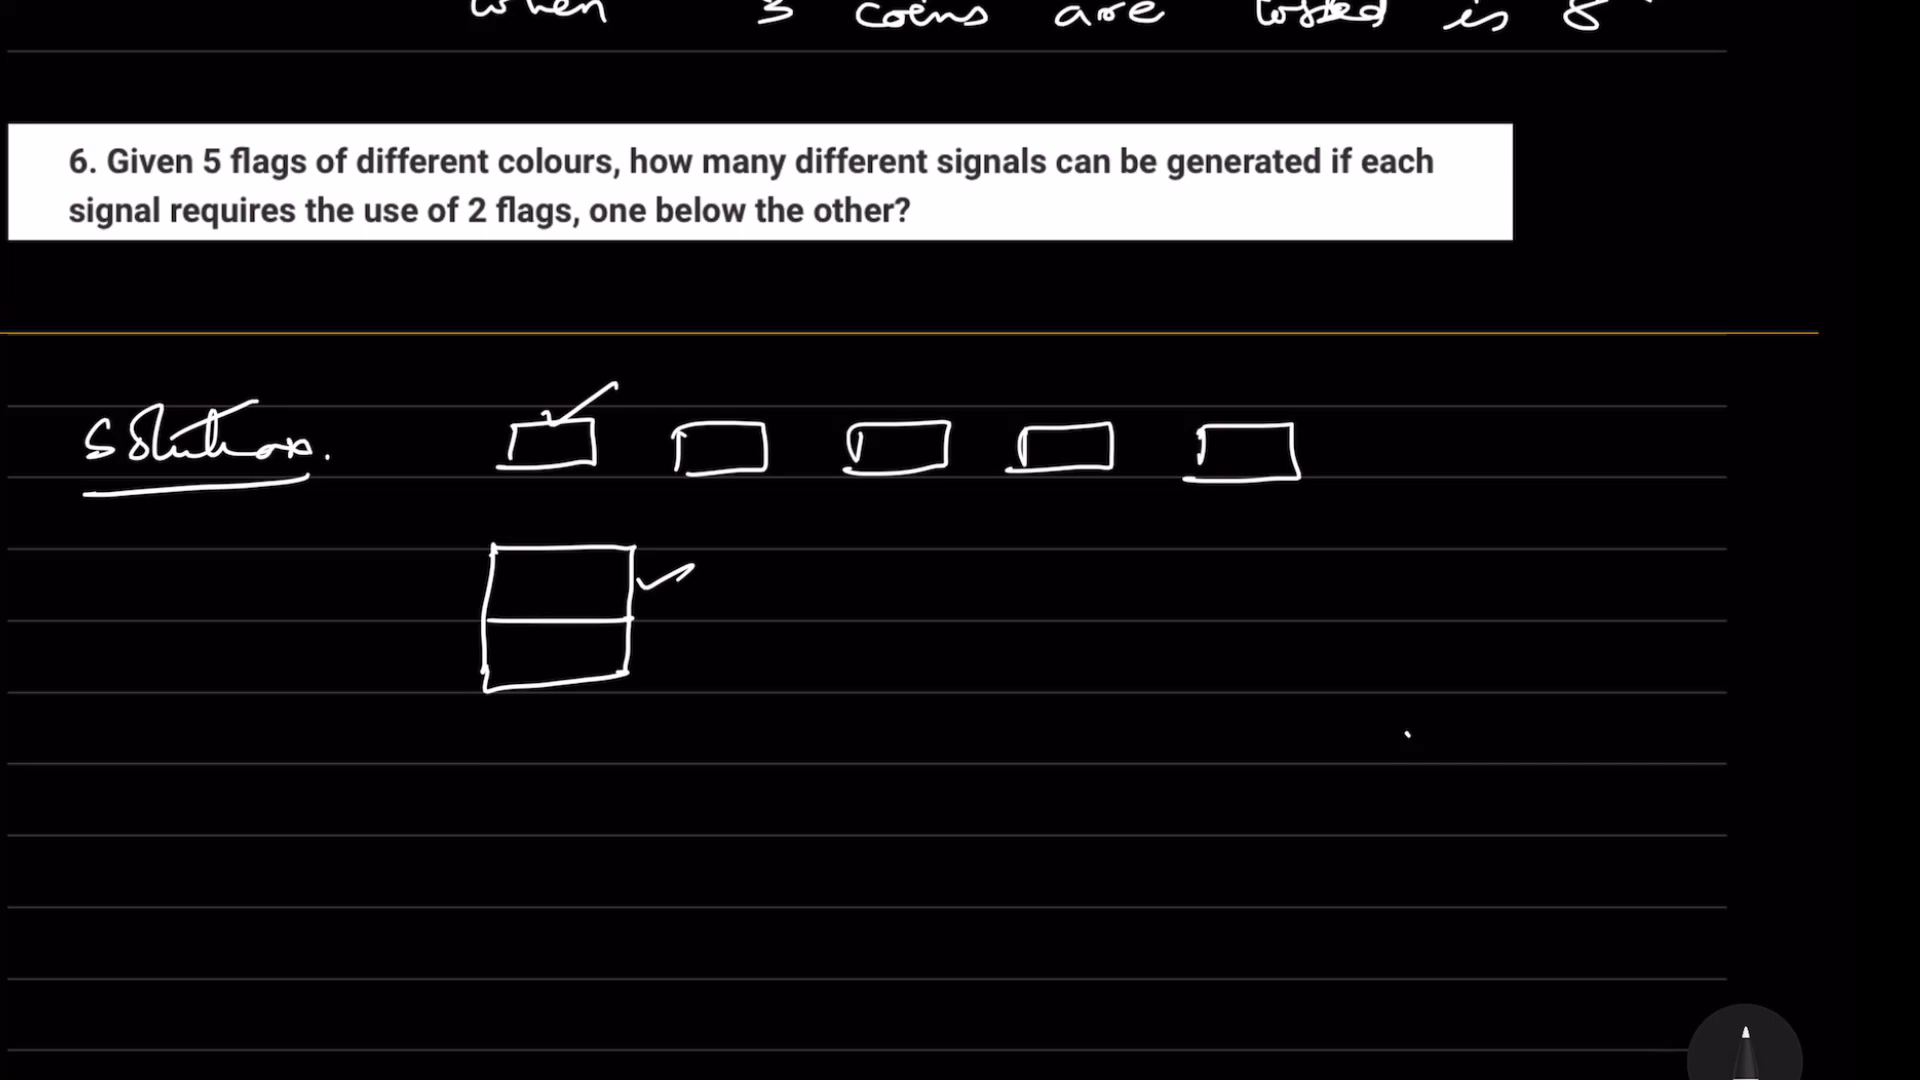 when 3 coins are tossed is 8
6. Given 5 flags of different colours, how many different signals can be generated if each
signal requires the use of 2 flags, one below the other?
Solution.